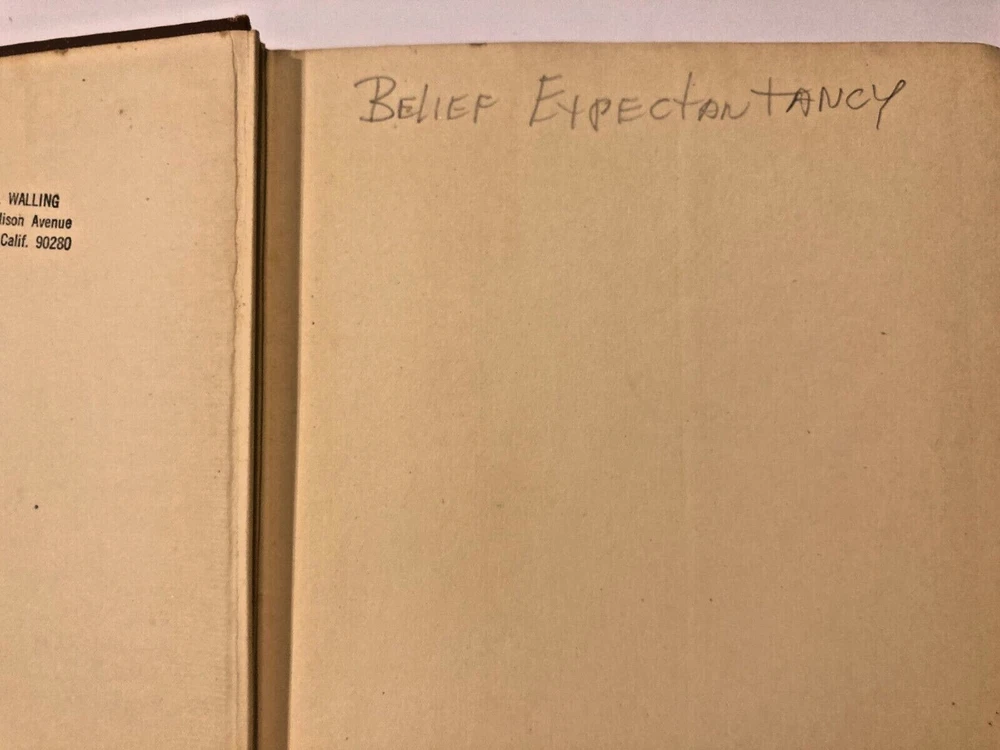 WALLING
lison Avenue
Calif. 90280
BELIEF EXPECTANTANCY